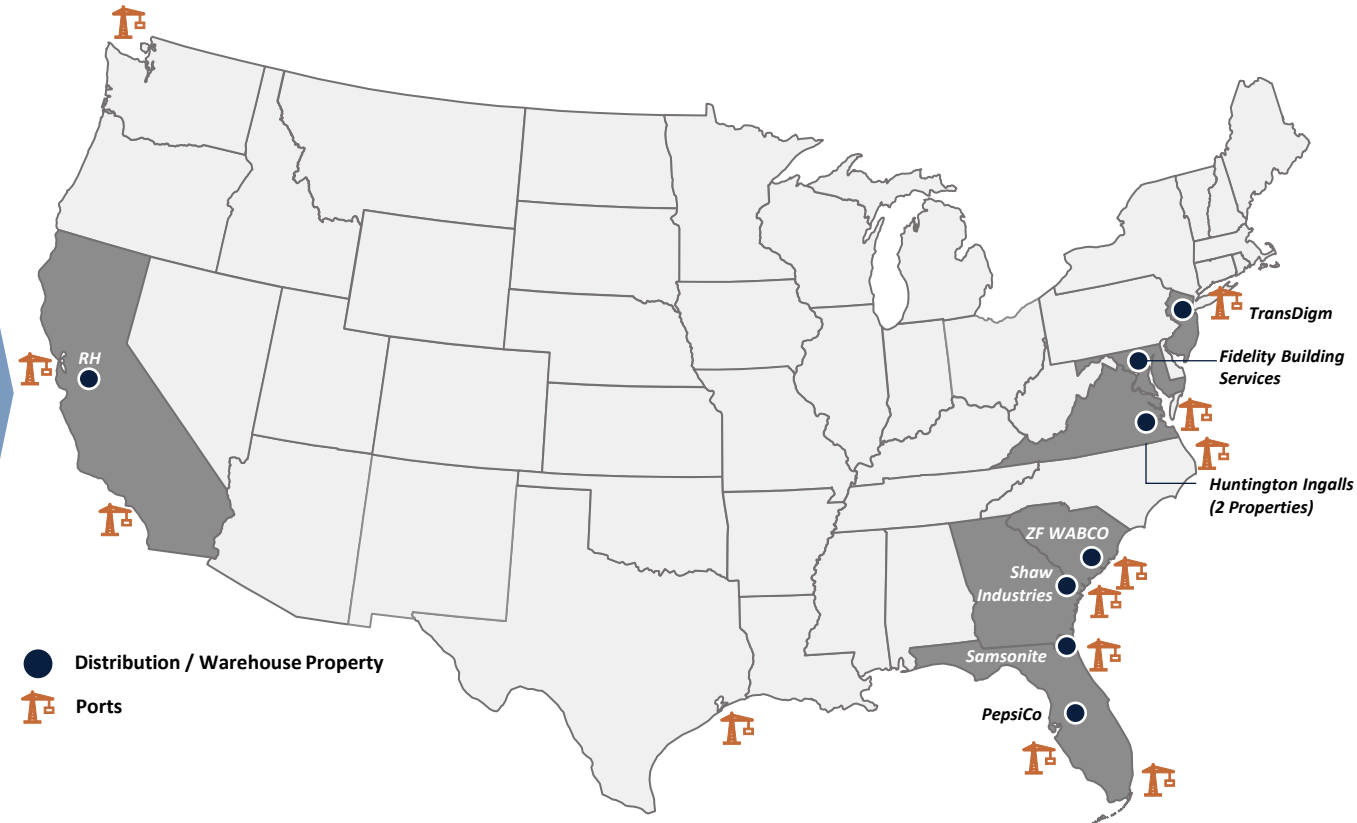 RH
TransDigm
Fidelity Building
Services
Huntington Ingalls
(2 Properties)
ZF WABCO
Shaw
Industries
Samsonite
PepsiCo
Distribution / Warehouse Property
Ports